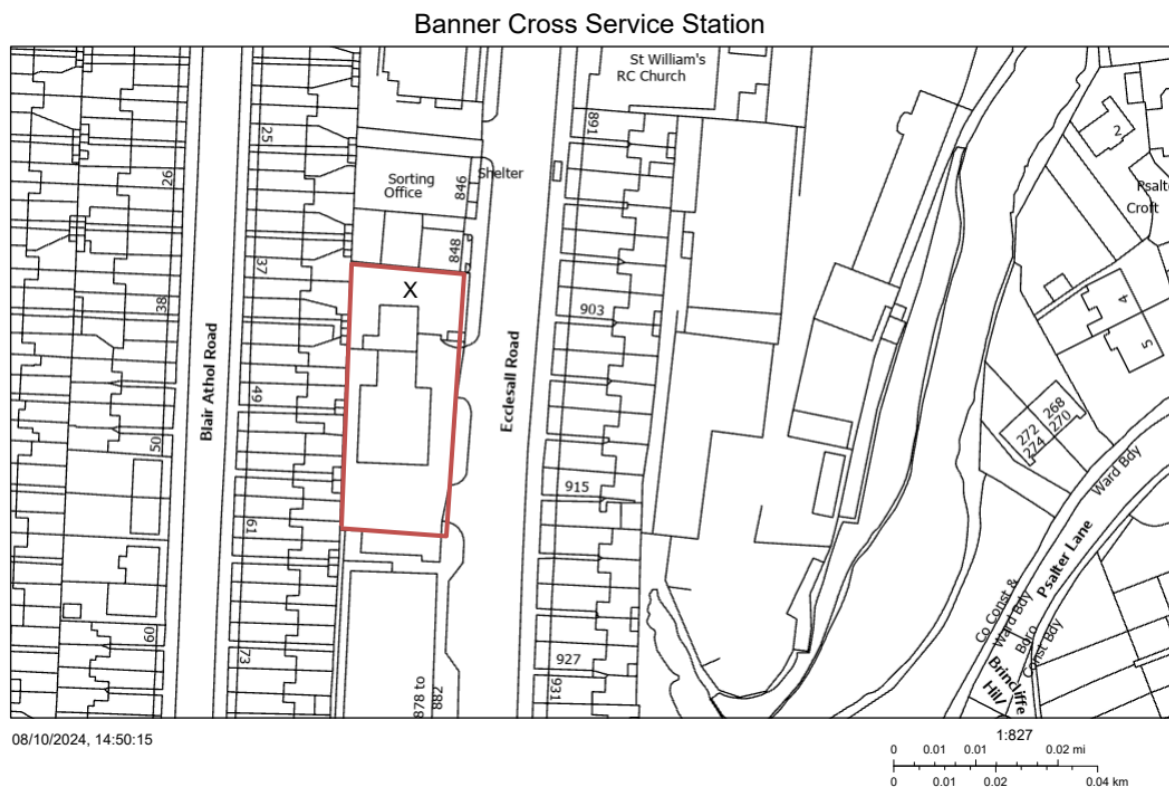 Banner Cross Service Station
St William's
RC Church
891
25
2
Sorting
Office
846
Shelter
26
Psalte
Croft
848
37
X
38
903
4
5
Blair Athol Road
Ecclesall Road
49
50
272 268
274 270
Ward Bdy
915
61
Psalter Lane
Co Const &
Ward Bdy
Boro
Const Bdy
60
73
927
931
Brincliffe
Hill/
878 to
882
08/10/2024, 14:50:15
1:827
0 0.01 0.01 0.02 mi
0 0.01 0.02 0.04 km